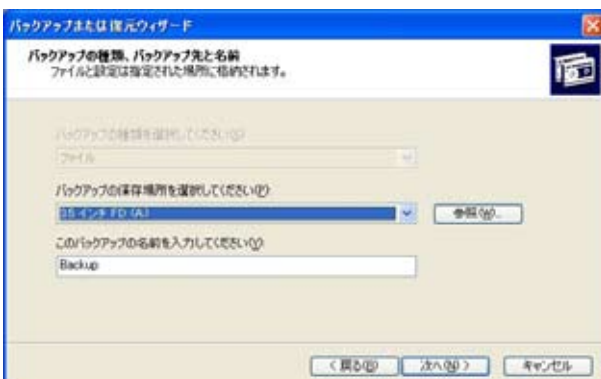 バックアップまたは復元ウィザード
バックアップの種類、バックアップ先と名前
ファイルと設定は指定された場所に格納されます。
バックアップの種類を選択してください(S)
ファイル
バックアップの保存場所を選択してください(P)
3.5 インチ FD (A:)
参照(W)...
このバックアップの名前を入力してください(Y)
Backup
< 戻る(B)
次へ(N) >
キャンセル